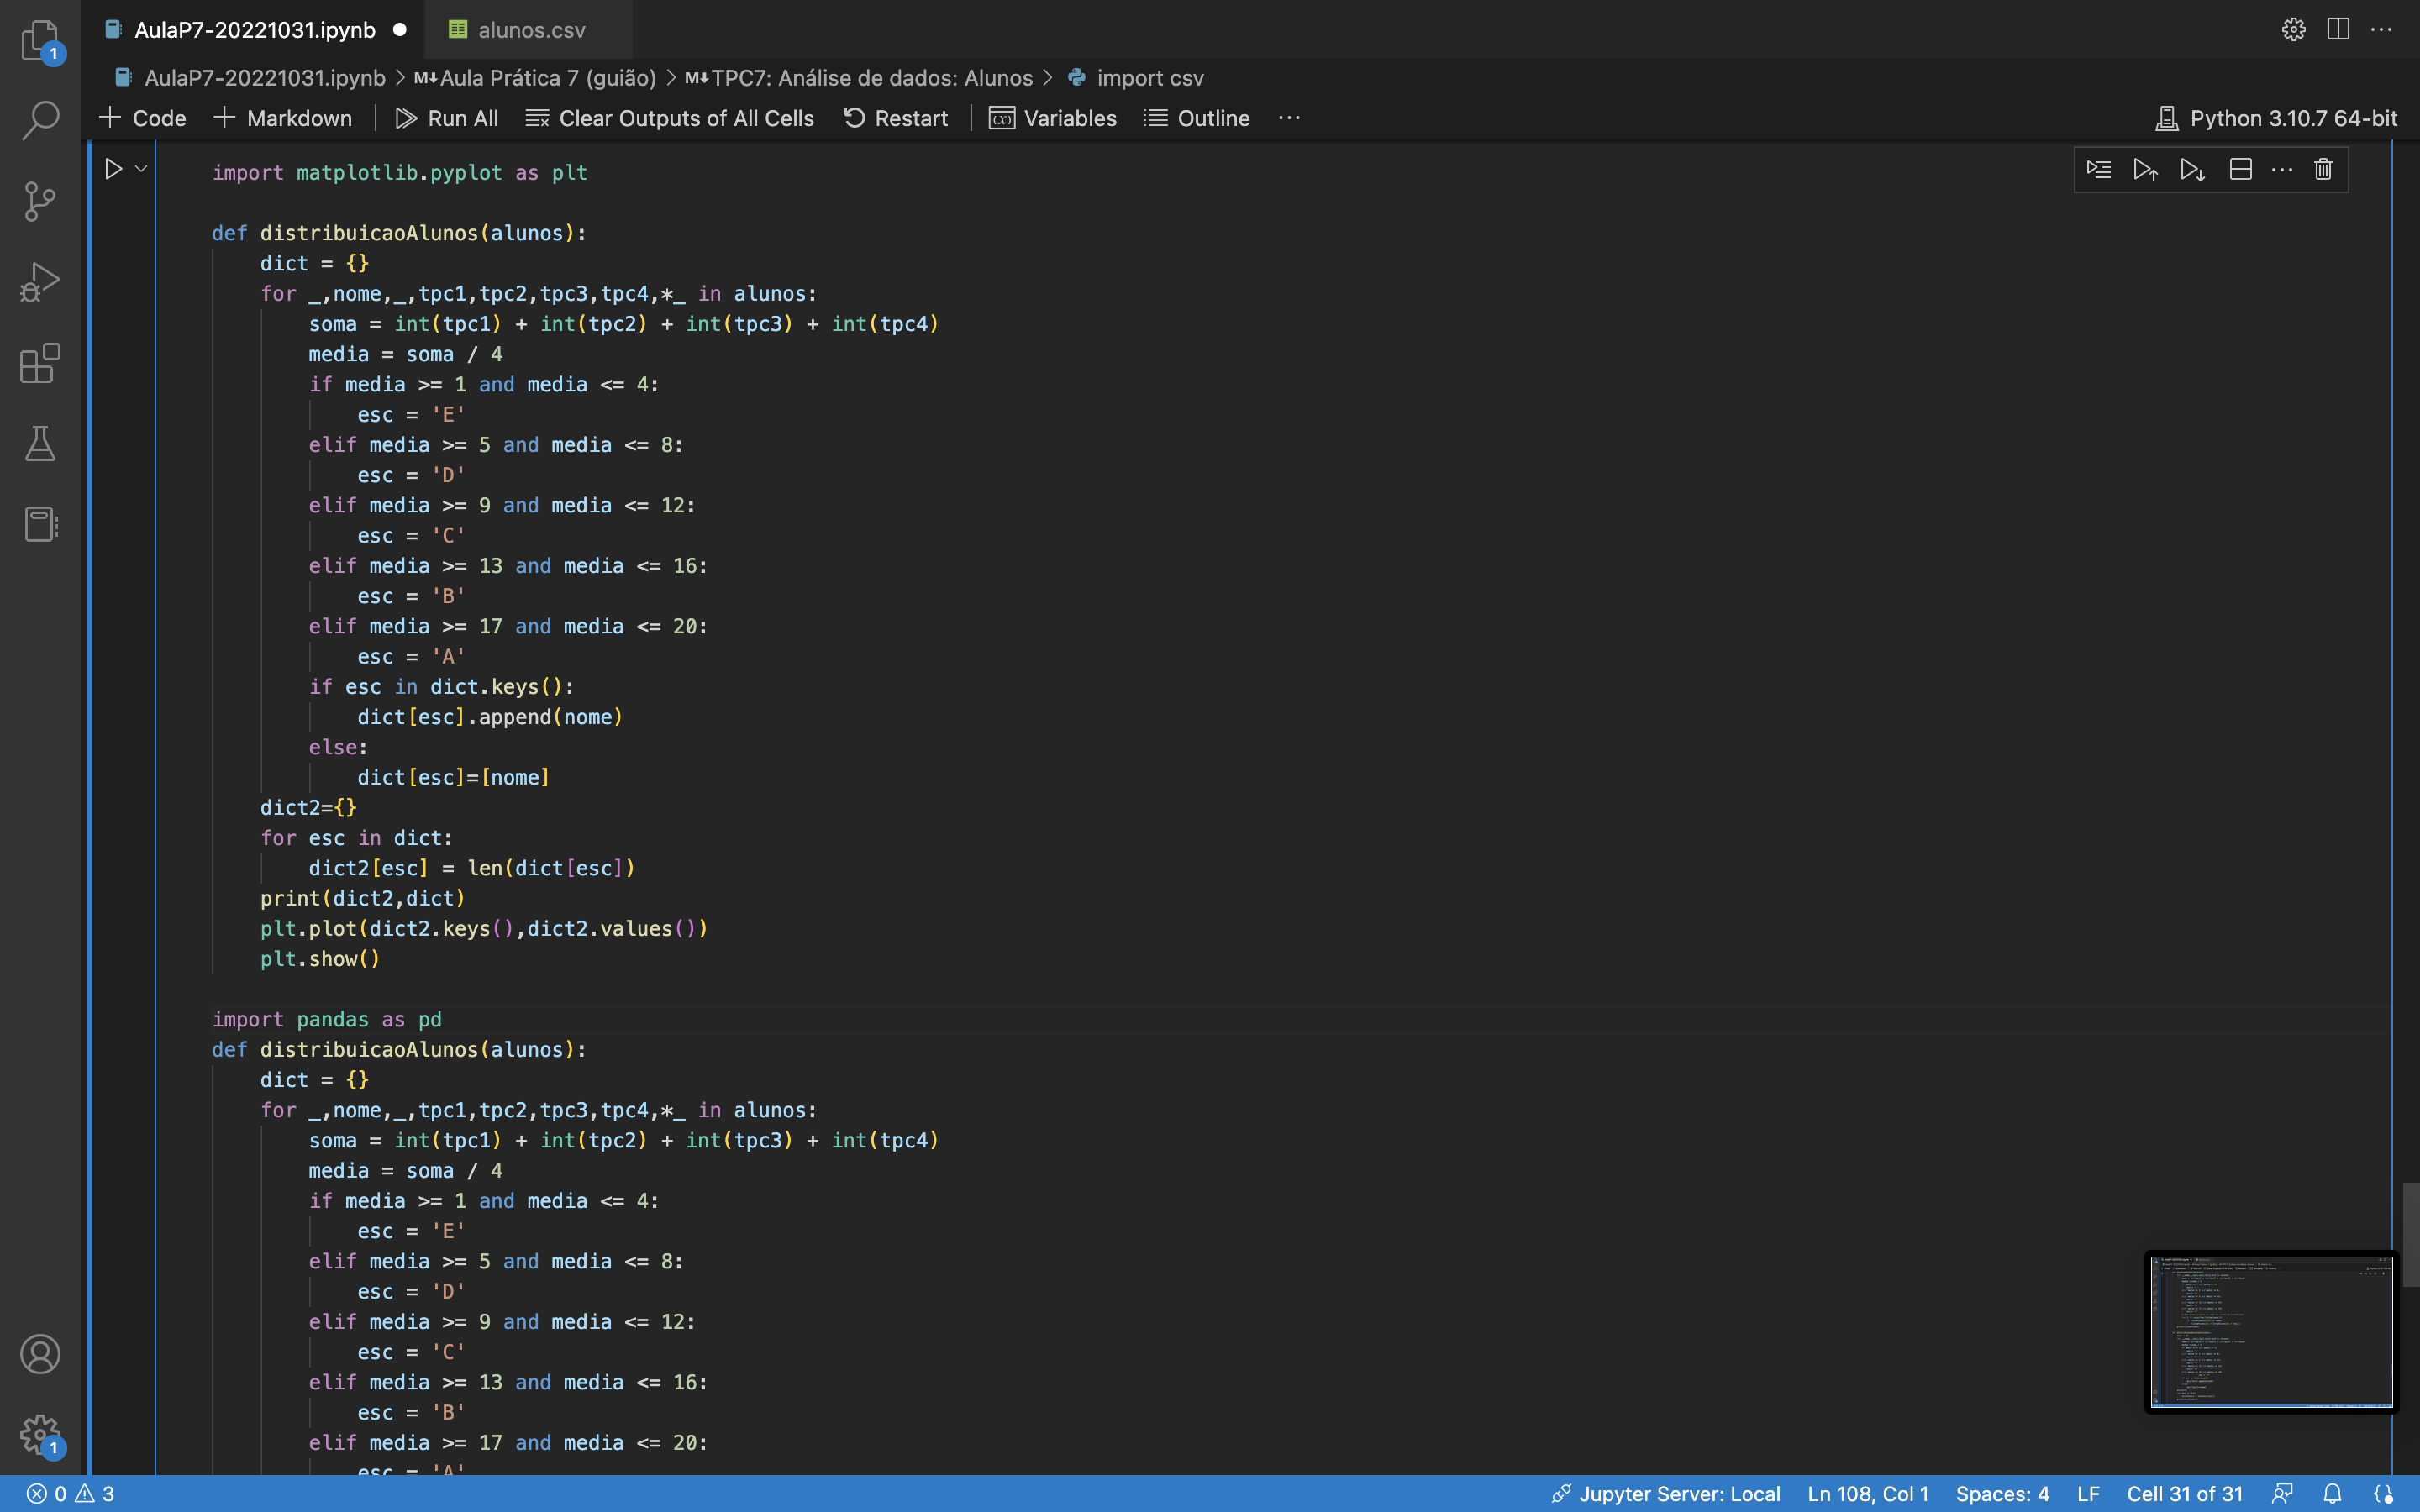 1
AulaP7-20221031.ipynb
alunos.csv
AulaP7-20221031.ipynb > M↓Aula Prática 7 (guião) > M↓TPC7: Análise de dados: Alunos > import csv
Code Markdown Run All Clear Outputs of All Cells Restart Variables Outline ... Python 3.10.7 64-bit
import matplotlib.pyplot as plt
def distribuicaoAlunos(alunos):
    dict = {}
    for _,nome,_,tpc1,tpc2,tpc3,tpc4,*_ in alunos:
        soma = int(tpc1) + int(tpc2) + int(tpc3) + int(tpc4)
        media = soma / 4
        if media >= 1 and media <= 4:
            esc = 'E'
        elif media >= 5 and media <= 8:
            esc = 'D'
        elif media >= 9 and media <= 12:
            esc = 'C'
        elif media >= 13 and media <= 16:
            esc = 'B'
        elif media >= 17 and media <= 20:
            esc = 'A'
        if esc in dict.keys():
            dict[esc].append(nome)
        else:
            dict[esc]=[nome]
    dict2={}
    for esc in dict:
        dict2[esc] = len(dict[esc])
    print(dict2,dict)
    plt.plot(dict2.keys(),dict2.values())
    plt.show()
import pandas as pd
def distribuicaoAlunos(alunos):
    dict = {}
    for _,nome,_,tpc1,tpc2,tpc3,tpc4,*_ in alunos:
        soma = int(tpc1) + int(tpc2) + int(tpc3) + int(tpc4)
        media = soma / 4
        if media >= 1 and media <= 4:
            esc = 'E'
        elif media >= 5 and media <= 8:
            esc = 'D'
        elif media >= 9 and media <= 12:
            esc = 'C'
        elif media >= 13 and media <= 16:
            esc = 'B'
        elif media >= 17 and media <= 20:
            esc = 'A'
1
0 3 Jupyter Server: Local Ln 108, Col 1 Spaces: 4 LF Cell 31 of 31